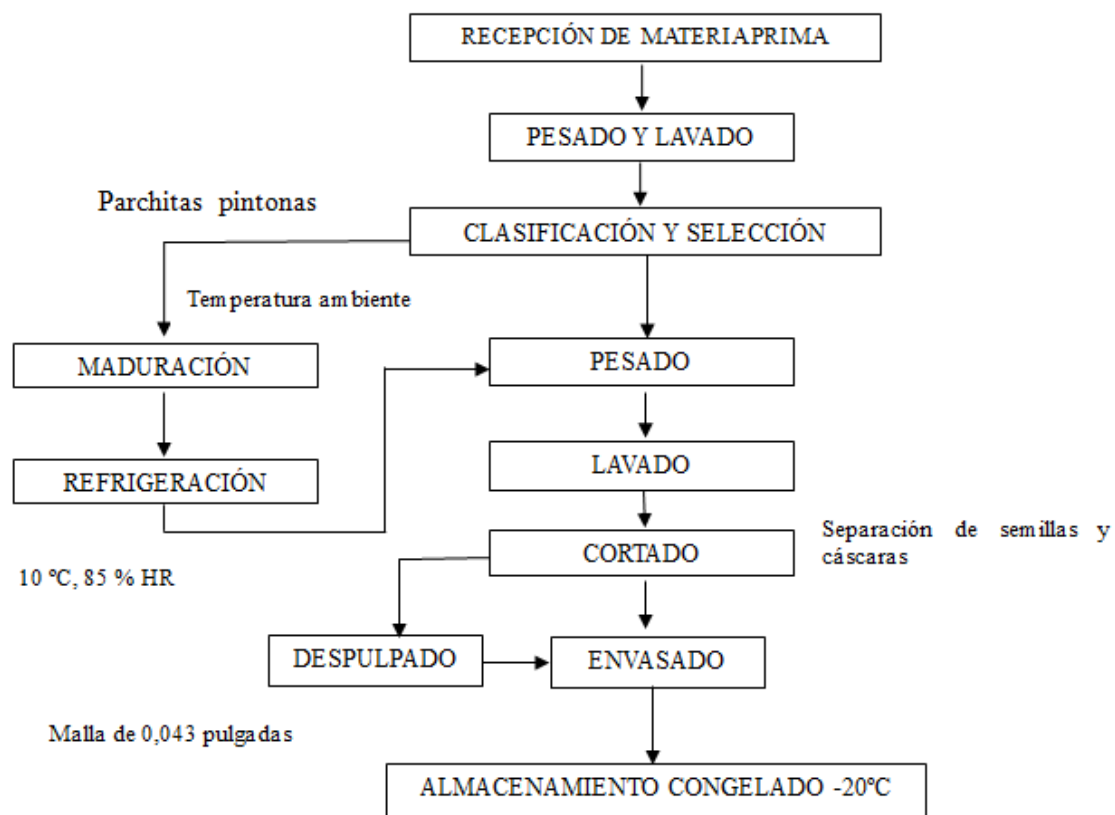 RECEPCIÓN DE MATERIAPRIMA
PESADO Y LAVADO
Parchitas pintonas
CLASIFICACIÓN Y SELECCIÓN
Temperatura ambiente
MADURACIÓN
PESADO
REFRIGERACIÓN
LAVADO
Separación de semillas y
cáscaras
CORTADO
10 ºC, 85 % HR
DESPULPADO
ENVASADO
Malla de 0,043 pulgadas
ALMACENAMIENTO CONGELADO -20ºC